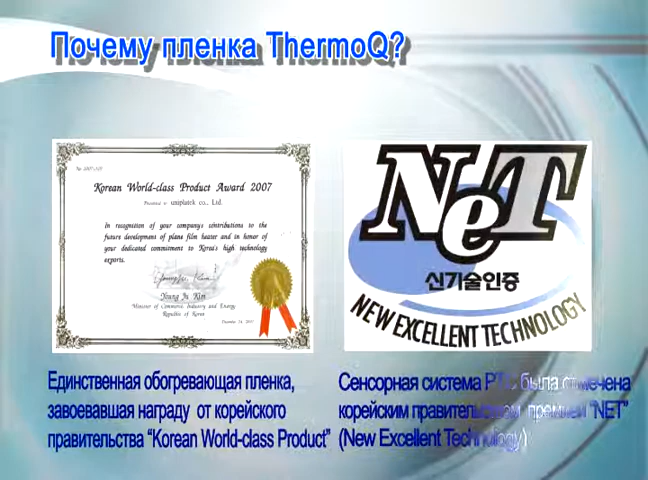 Почему пленка ThermoQ?
Korean World-class Product Award 2007
Presented to uniplatek co., Ltd.
In recognition of your company's contributions to the
future development of plane film heater and in honor of
your dedicated commitment to Korea's high technology
exports.
Young Ju Kim
Minister of Commerce, Industry and Energy
Republic of Korea
NeT
신기술인증
NEW EXCELLENT TECHNOLOGY
Единственная обогревающая пленка,
завоевавшая награду от корейского
правительства “Korean World-class Product”
Сенсорная система PTC была отмечена
корейским правительством премией “NET”
(New Excellent Technology)